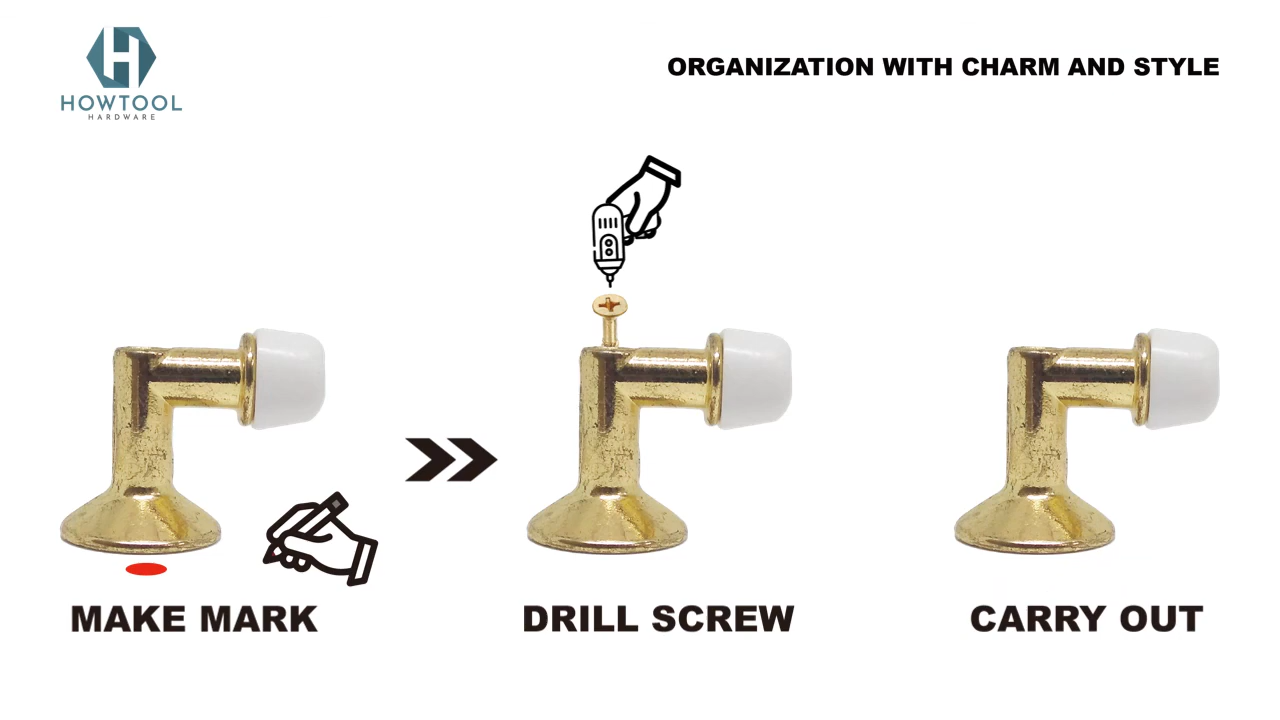 HOWTOOL
HARDWARE
ORGANIZATION WITH CHARM AND STYLE
MAKE MARK
DRILL SCREW
CARRY OUT